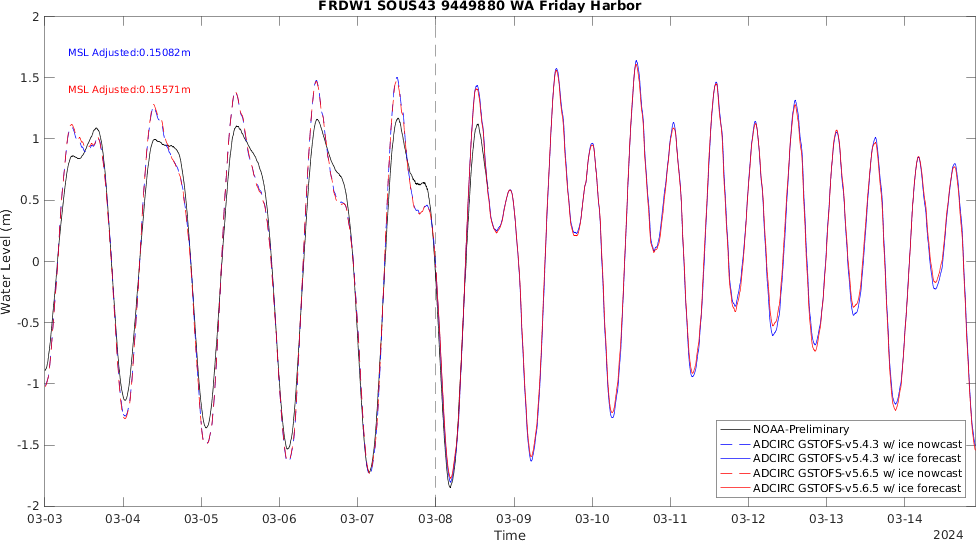 FRDW1 SOUS43 9449880 WA Friday Harbor
MSL Adjusted:0.15082m
MSL Adjusted:0.15571m
Water Level (m)
2
1.5
1
0.5
0
-0.5
-1
-1.5
-2
NOAA-Preliminary
ADCIRC GSTOFS-v5.4.3 w/ ice nowcast
ADCIRC GSTOFS-v5.4.3 w/ ice forecast
ADCIRC GSTOFS-v5.6.5 w/ ice nowcast
ADCIRC GSTOFS-v5.6.5 w/ ice forecast
03-03 03-04 03-05 03-06 03-07 03-08 03-09 03-10 03-11 03-12 03-13 03-14
Time
2024